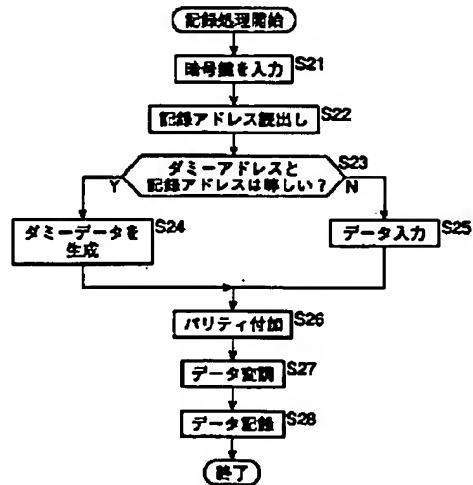 記録処理開始
暗号鍵を入力 S21
記録アドレス読出し S22
ダミーアドレスと S23
記録アドレスは等しい?
Y
N
ダミーデータを S24
生成
データ入力 S25
パリティ付加 S26
データ変調 S27
データ記録 S28
終了